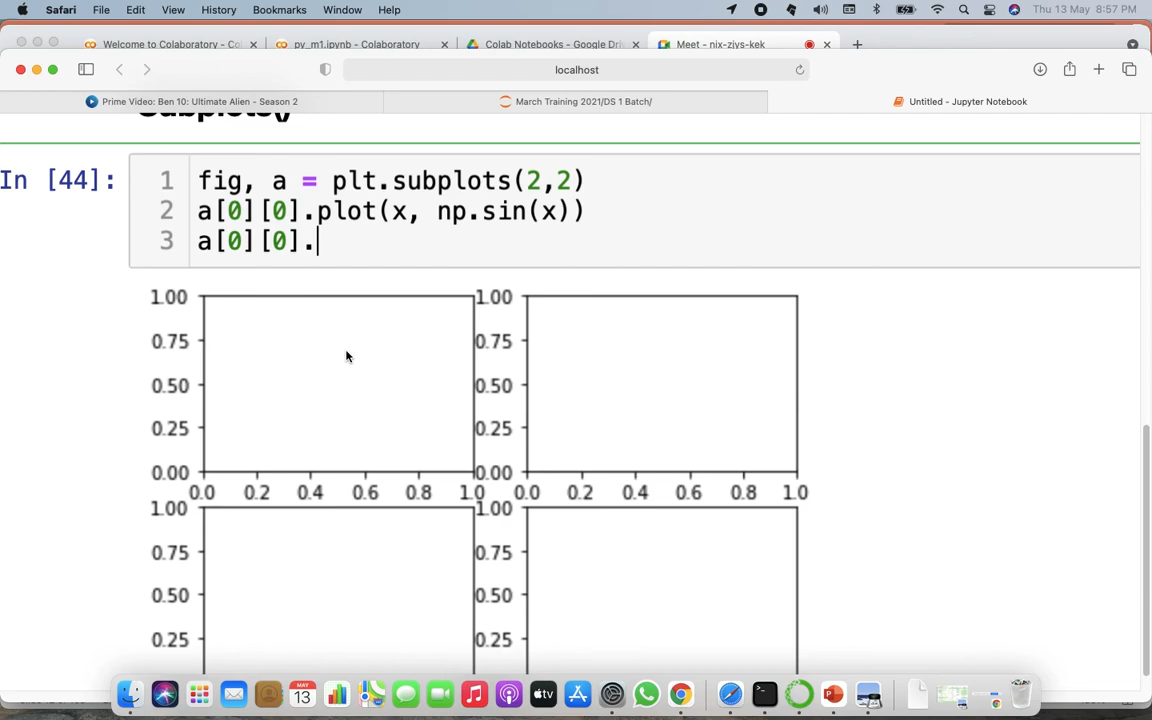 Safari File Edit View History Bookmarks Window Help Thu 13 May 8:57 PM
Welcome to Colaboratory - Co py_m1.ipynb - Colaboratory Colab Notebooks - Google Driv Meet - nix-zjys-kek
localhost
Prime Video: Ben 10: Ultimate Alien - Season 2 March Training 2021/DS 1 Batch/ Untitled - Jupyter Notebook
Subplots()
In [44]:
1 fig, a = plt.subplots(2,2)
2 a[0][0].plot(x, np.sin(x))
3 a[0][0].
1.00 1.00
0.75 0.75
0.50 0.50
0.25 0.25
0.00 0.00
0.0 0.2 0.4 0.6 0.8 1.0 0.0 0.2 0.4 0.6 0.8 1.0
1.00 1.00
0.75 0.75
0.50 0.50
0.25 0.25
MAY
13
tv